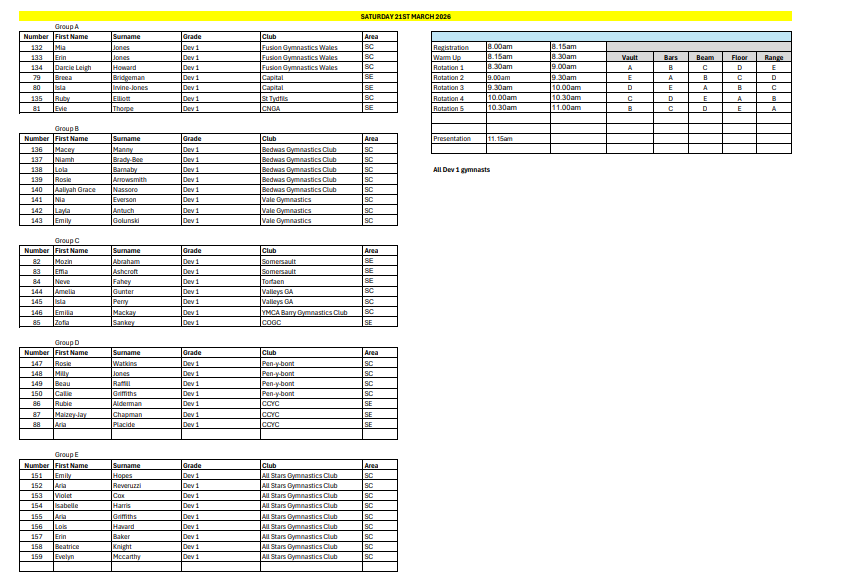 SATURDAY 21ST MARCH 2026
Group A
Number First Name Surname Grade Club Area
132 Mia Jones Dev 1 Fusion Gymnastics Wales SC
133 Erin Jones Dev 1 Fusion Gymnastics Wales SC
134 Darcie Leigh Howard Dev 1 Fusion Gymnastics Wales SC
79 Breea Bridgeman Dev 1 Capital SE
80 Isla Irvine-Jones Dev 1 Capital SE
135 Ruby Elliott Dev 1 St Tydfils SC
81 Evie Thorpe Dev 1 CNGA SE
Group B
Number First Name Surname Grade Club Area
136 Macey Manny Dev 1 Bedwas Gymnastics Club SC
137 Niamh Brady-Bee Dev 1 Bedwas Gymnastics Club SC
138 Lola Barnaby Dev 1 Bedwas Gymnastics Club SC
139 Rosie Arrowsmith Dev 1 Bedwas Gymnastics Club SC
140 Aaliyah Grace Nassoro Dev 1 Bedwas Gymnastics Club SC
141 Nia Everson Dev 1 Vale Gymnastics SC
142 Layla Antuch Dev 1 Vale Gymnastics SC
143 Emily Golunski Dev 1 Vale Gymnastics SC
Group C
Number First Name Surname Grade Club Area
82 Mozin Abraham Dev 1 Somersault SE
83 Effia Ashcroft Dev 1 Somersault SE
84 Neve Fahey Dev 1 Torfaen SE
144 Amelia Gunter Dev 1 Valleys GA SC
145 Isla Perry Dev 1 Valleys GA SC
146 Emilia Mackay Dev 1 YMCA Barry Gymnastics Club SC
85 Zofia Sankey Dev 1 COGC SE
Group D
Number First Name Surname Grade Club Area
147 Rosie Watkins Dev 1 Pen-y-bont SC
148 Milly Jones Dev 1 Pen-y-bont SC
149 Beau Raffill Dev 1 Pen-y-bont SC
150 Callie Griffiths Dev 1 Pen-y-bont SC
86 Rubie Alderman Dev 1 CCYC SE
87 Maizey-Jay Chapman Dev 1 CCYC SE
88 Aria Placide Dev 1 CCYC SE
Group E
Number First Name Surname Grade Club Area
151 Emily Hopes Dev 1 All Stars Gymnastics Club SC
152 Aria Reveruzzi Dev 1 All Stars Gymnastics Club SC
153 Violet Cox Dev 1 All Stars Gymnastics Club SC
154 Isabelle Harris Dev 1 All Stars Gymnastics Club SC
155 Aria Griffiths Dev 1 All Stars Gymnastics Club SC
156 Lois Havard Dev 1 All Stars Gymnastics Club SC
157 Erin Baker Dev 1 All Stars Gymnastics Club SC
158 Beatrice Knight Dev 1 All Stars Gymnastics Club SC
159 Evelyn Mccarthy Dev 1 All Stars Gymnastics Club SC
Registration 8.00am 8.15am
Warm Up 8.15am 8.30am Vault Bars Beam Floor Range
Rotation 1 8.30am 9.00am A B C D E
Rotation 2 9.00am 9.30am E A B C D
Rotation 3 9.30am 10.00am D E A B C
Rotation 4 10.00am 10.30am C D E A B
Rotation 5 10.30am 11.00am B C D E A
Presentation 11.15am
All Dev 1 gymnasts